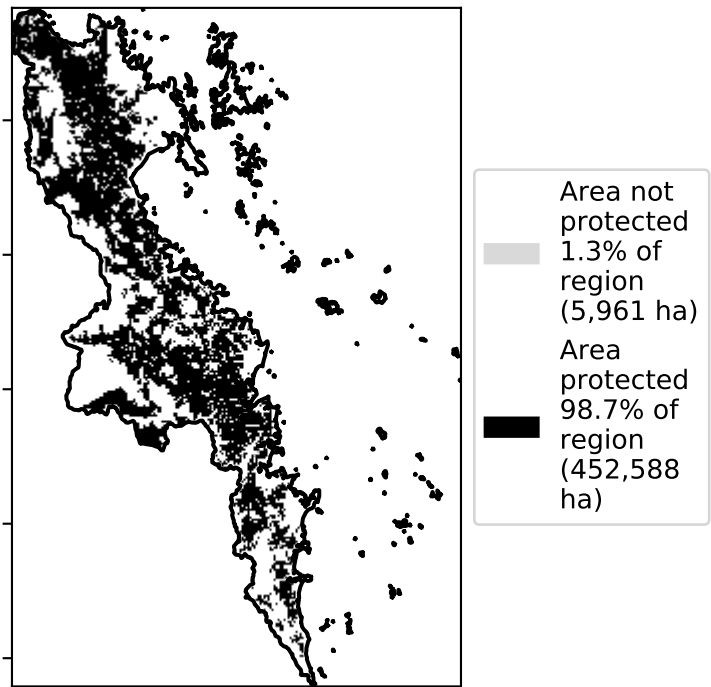 Area not
protected
1.3% of
region
(5,961 ha)
Area
protected
98.7% of
region
(452,588
ha)